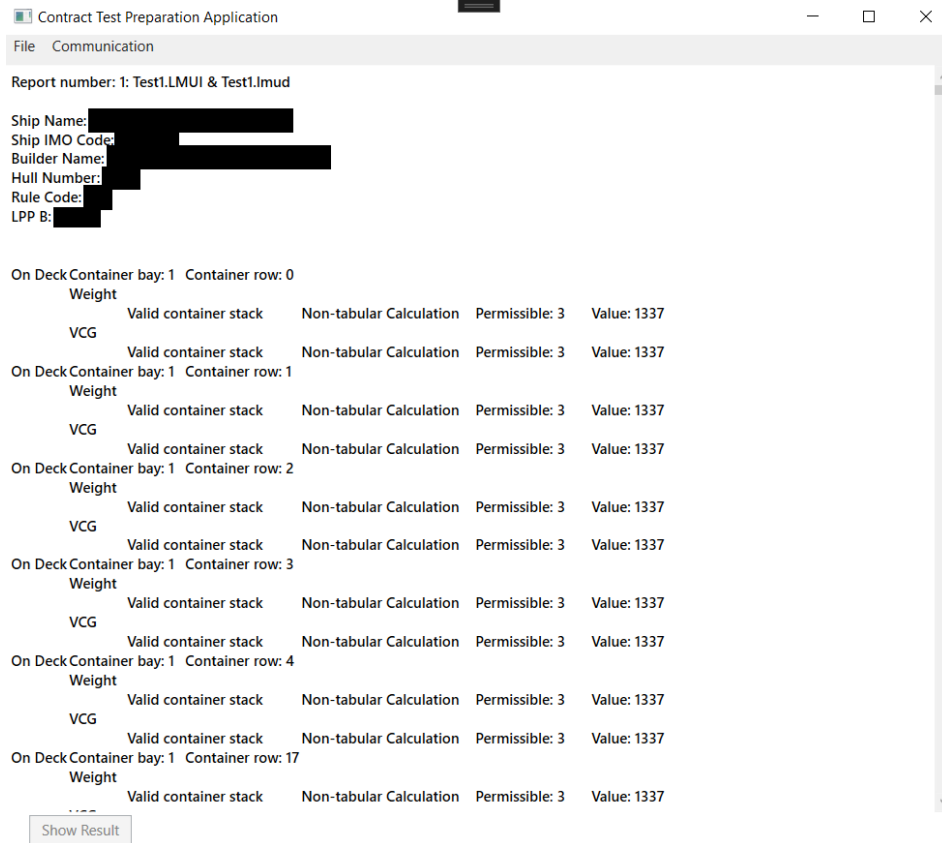 Contract Test Preparation Application
File Communication
Report number: 1: Test1.LMUI & Test1.lmud
Ship Name:
Ship IMO Code:
Builder Name:
Hull Number:
Rule Code:
LPP B:
On Deck Container bay: 1 Container row: 0
Weight
Valid container stack Non-tabular Calculation Permissible: 3 Value: 1337
VCG
Valid container stack Non-tabular Calculation Permissible: 3 Value: 1337
On Deck Container bay: 1 Container row: 1
Weight
Valid container stack Non-tabular Calculation Permissible: 3 Value: 1337
VCG
Valid container stack Non-tabular Calculation Permissible: 3 Value: 1337
On Deck Container bay: 1 Container row: 2
Weight
Valid container stack Non-tabular Calculation Permissible: 3 Value: 1337
VCG
Valid container stack Non-tabular Calculation Permissible: 3 Value: 1337
On Deck Container bay: 1 Container row: 3
Weight
Valid container stack Non-tabular Calculation Permissible: 3 Value: 1337
VCG
Valid container stack Non-tabular Calculation Permissible: 3 Value: 1337
On Deck Container bay: 1 Container row: 4
Weight
Valid container stack Non-tabular Calculation Permissible: 3 Value: 1337
VCG
Valid container stack Non-tabular Calculation Permissible: 3 Value: 1337
On Deck Container bay: 1 Container row: 17
Weight
Valid container stack Non-tabular Calculation Permissible: 3 Value: 1337
Show Result